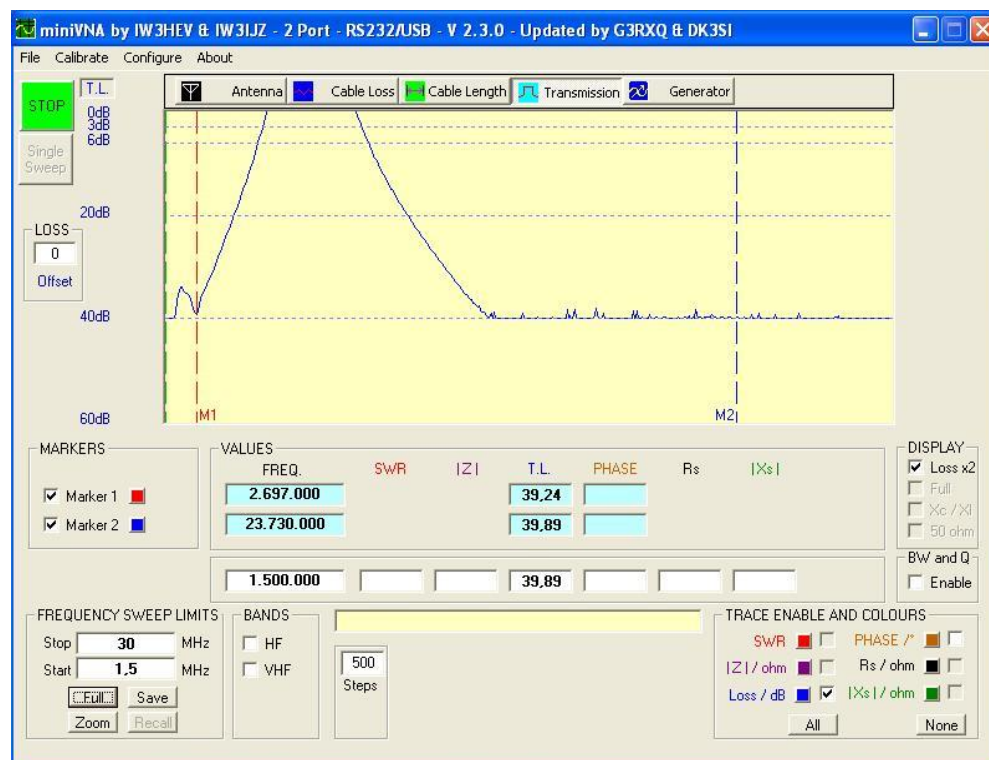 miniVNA by IW3HEV & IW3IJZ - 2 Port - RS232/USB - V 2.3.0 - Updated by G3RXQ & DK3SI
File Calibrate Configure About
STOP
T.L.
Antenna Cable Loss Cable Length Transmission Generator
0dB
3dB
6dB
Single
Sweep
20dB
LOSS
0
Offset
40dB
60dB
M1
M2
MARKERS
Marker 1
Marker 2
VALUES
FREQ. SWR |Z| T.L. PHASE Rs |Xs|
2.697.000 39,24
23.730.000 39,89
1.500.000 39,89
DISPLAY
Loss x2
Full
Xc / Xl
50 ohm
BW and Q
Enable
FREQUENCY SWEEP LIMITS
Stop 30 MHz
Start 1,5 MHz
Full Save
Zoom Recall
BANDS
HF
VHF
500
Steps
TRACE ENABLE AND COLOURS
SWR PHASE /°
|Z| / ohm Rs / ohm
Loss / dB |Xs| / ohm
All None